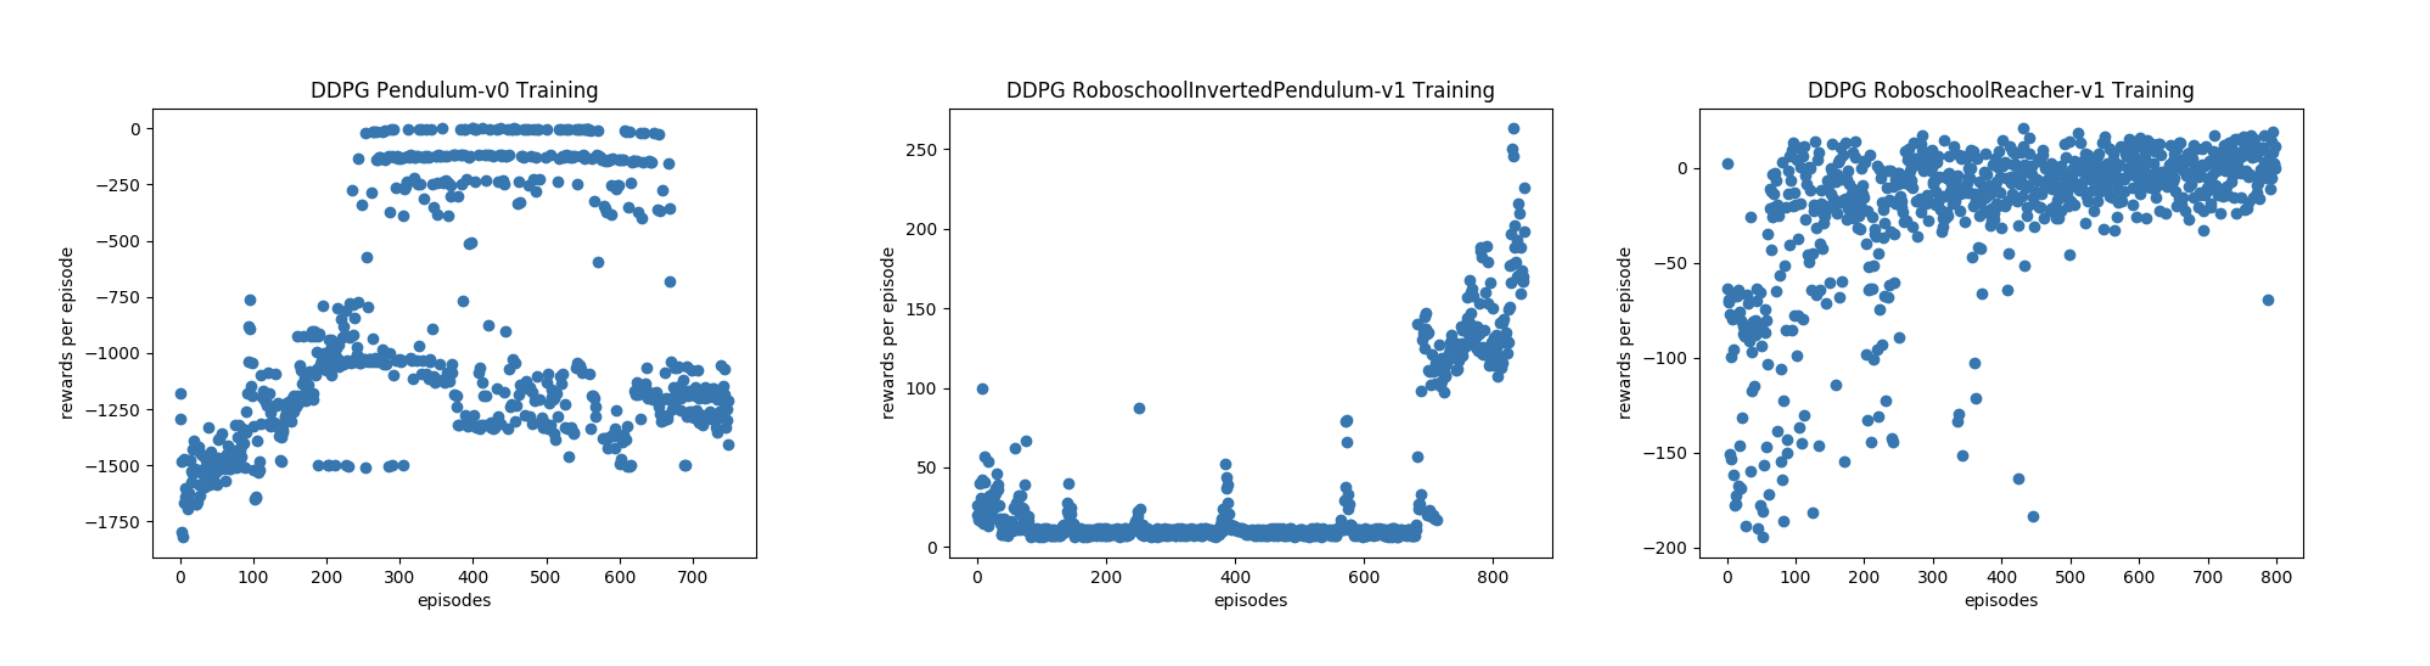 DDPG Pendulum-v0 Training
rewards per episode
0
−250
−500
−750
−1000
−1250
−1500
−1750
0 100 200 300 400 500 600 700
episodes
DDPG RoboschoolInvertedPendulum-v1 Training
rewards per episode
250
200
150
100
50
0
0 200 400 600 800
episodes
DDPG RoboschoolReacher-v1 Training
rewards per episode
0
−50
−100
−150
−200
0 100 200 300 400 500 600 700 800
episodes